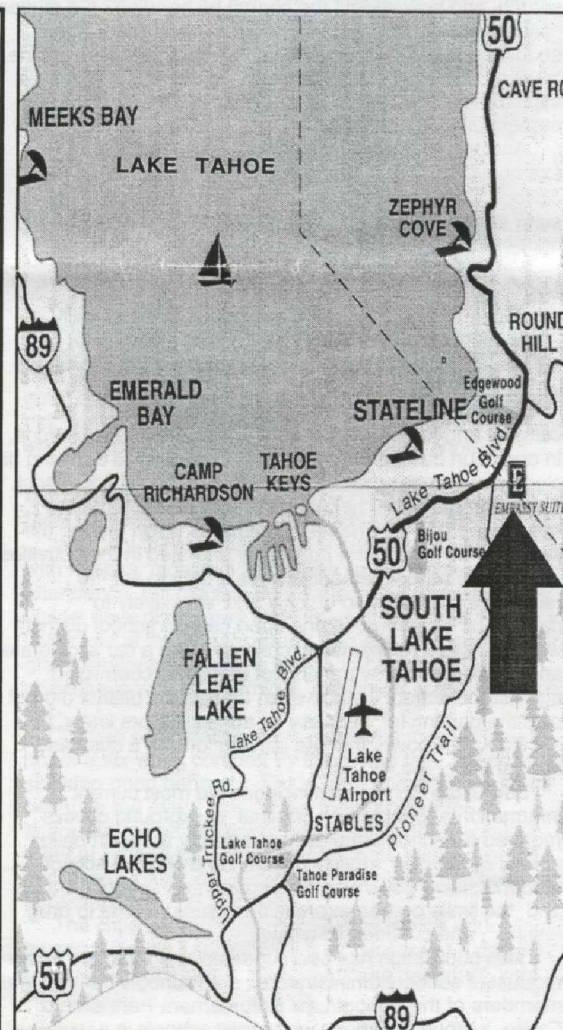 50
CAVE RO
MEEKS BAY
LAKE TAHOE
ZEPHYR
COVE
89
ROUND
HILL
EMERALD
BAY
Edgewood
Golf
Course
STATELINE
CAMP
RICHARDSON
TAHOE
KEYS
Lake Tahoe Blvd.
E
EMBASSY SUITE
50
Bijou
Golf Course
SOUTH
LAKE
TAHOE
FALLEN
LEAF
LAKE
Lake Tahoe Blvd.
Lake
Tahoe
Airport
Pioneer Trail
STABLES
Upper Truckee Rd.
ECHO
LAKES
Lake Tahoe
Golf Course
Tahoe Paradise
Golf Course
50
89